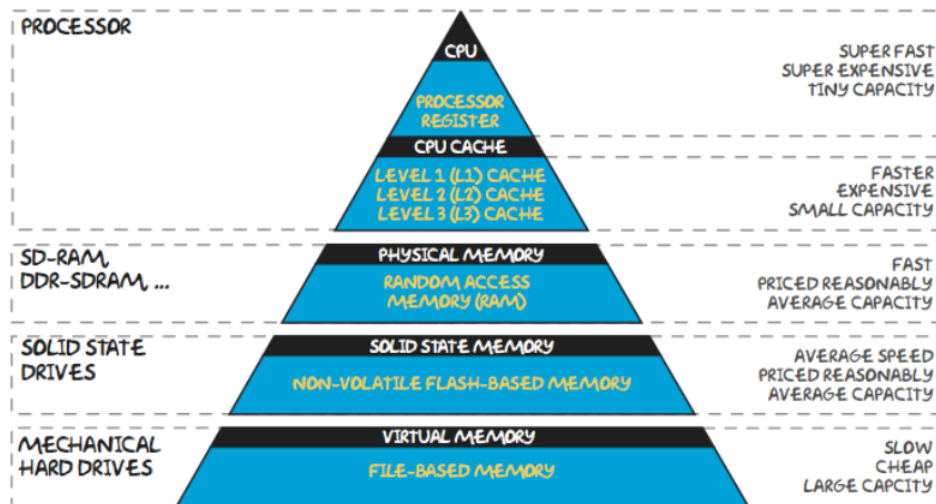 PROCESSOR
CPU
SUPER FAST
SUPER EXPENSIVE
TINY CAPACITY
PROCESSOR
REGISTER
CPU CACHE
LEVEL 1 (L1) CACHE
LEVEL 2 (L2) CACHE
LEVEL 3 (L3) CACHE
FASTER
EXPENSIVE
SMALL CAPACITY
SD-RAM,
DDR-SDRAM, ...
PHYSICAL MEMORY
RANDOM ACCESS
MEMORY (RAM)
FAST
PRICED REASONABLY
AVERAGE CAPACITY
SOLID STATE
DRIVES
SOLID STATE MEMORY
NON-VOLATILE FLASH-BASED MEMORY
AVERAGE SPEED
PRICED REASONABLY
AVERAGE CAPACITY
MECHANICAL
HARD DRIVES
VIRTUAL MEMORY
FILE-BASED MEMORY
SLOW
CHEAP
LARGE CAPCITY